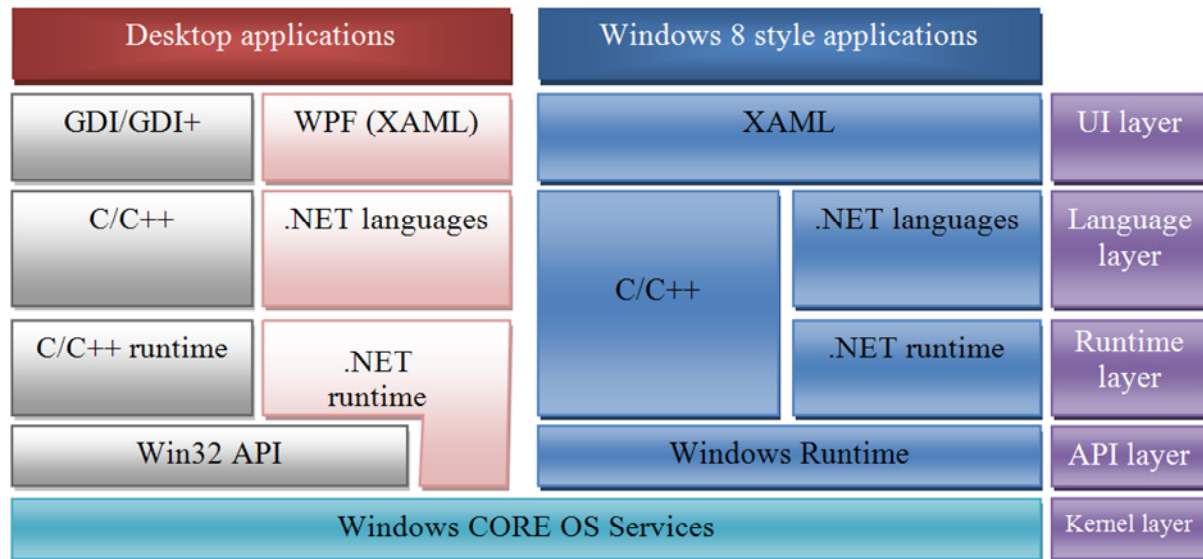 Desktop applications
Windows 8 style applications
GDI/GDI+
WPF (XAML)
XAML
UI layer
C/C++
.NET languages
C/C++
.NET languages
Language
layer
C/C++ runtime
.NET
runtime
.NET runtime
Runtime
layer
Win32 API
Windows Runtime
API layer
Windows CORE OS Services
Kernel layer